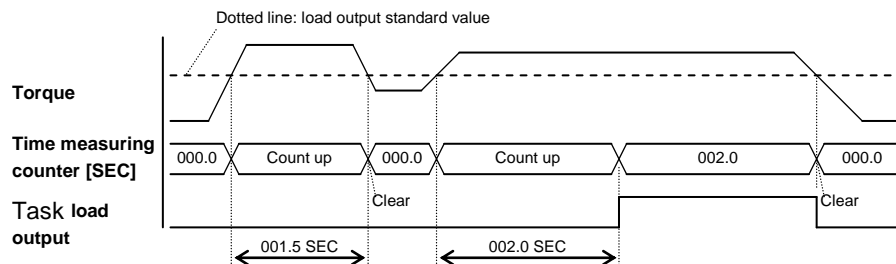 Dotted line: load output standard value
Torque
Time measuring
counter [SEC]
000.0
Count up
000.0
Count up
002.0
000.0
Clear
Clear
Task load
output
001.5 SEC
002.0 SEC